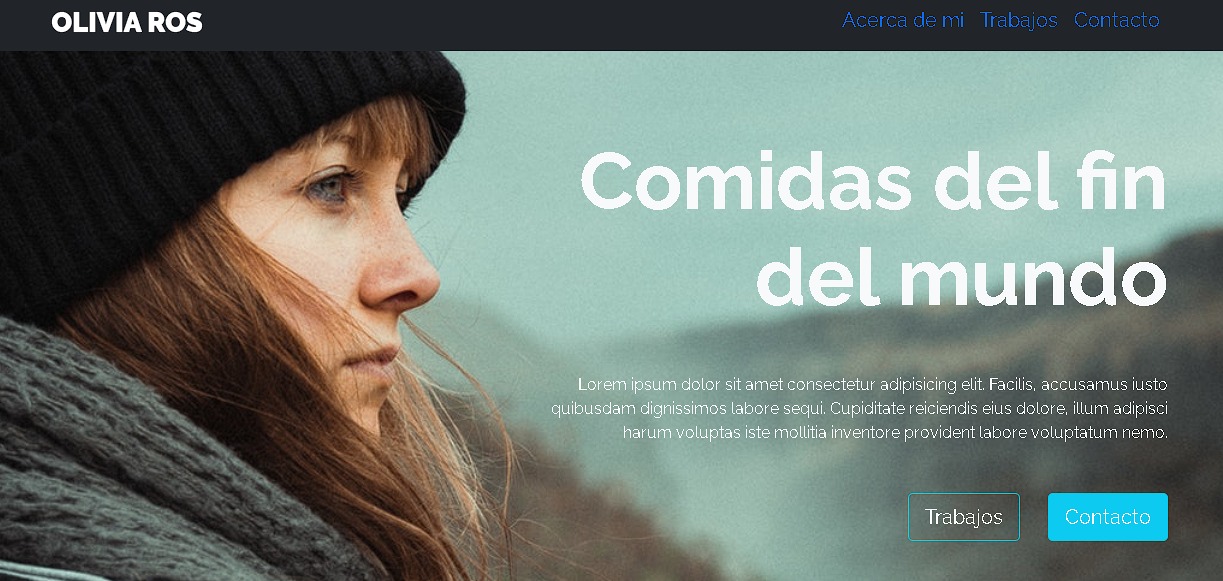 OLIVIA ROS
Acerca de mi Trabajos Contacto
Comidas del fin
del mundo
Lorem ipsum dolor sit amet consectetur adipisicing elit. Facilis, accusamus iusto
quibusdam dignissimos labore sequi. Cupiditate reiciendis eius dolore, illum adipisci
harum voluptas iste mollitia inventore provident labore voluptatum nemo.
Trabajos Contacto